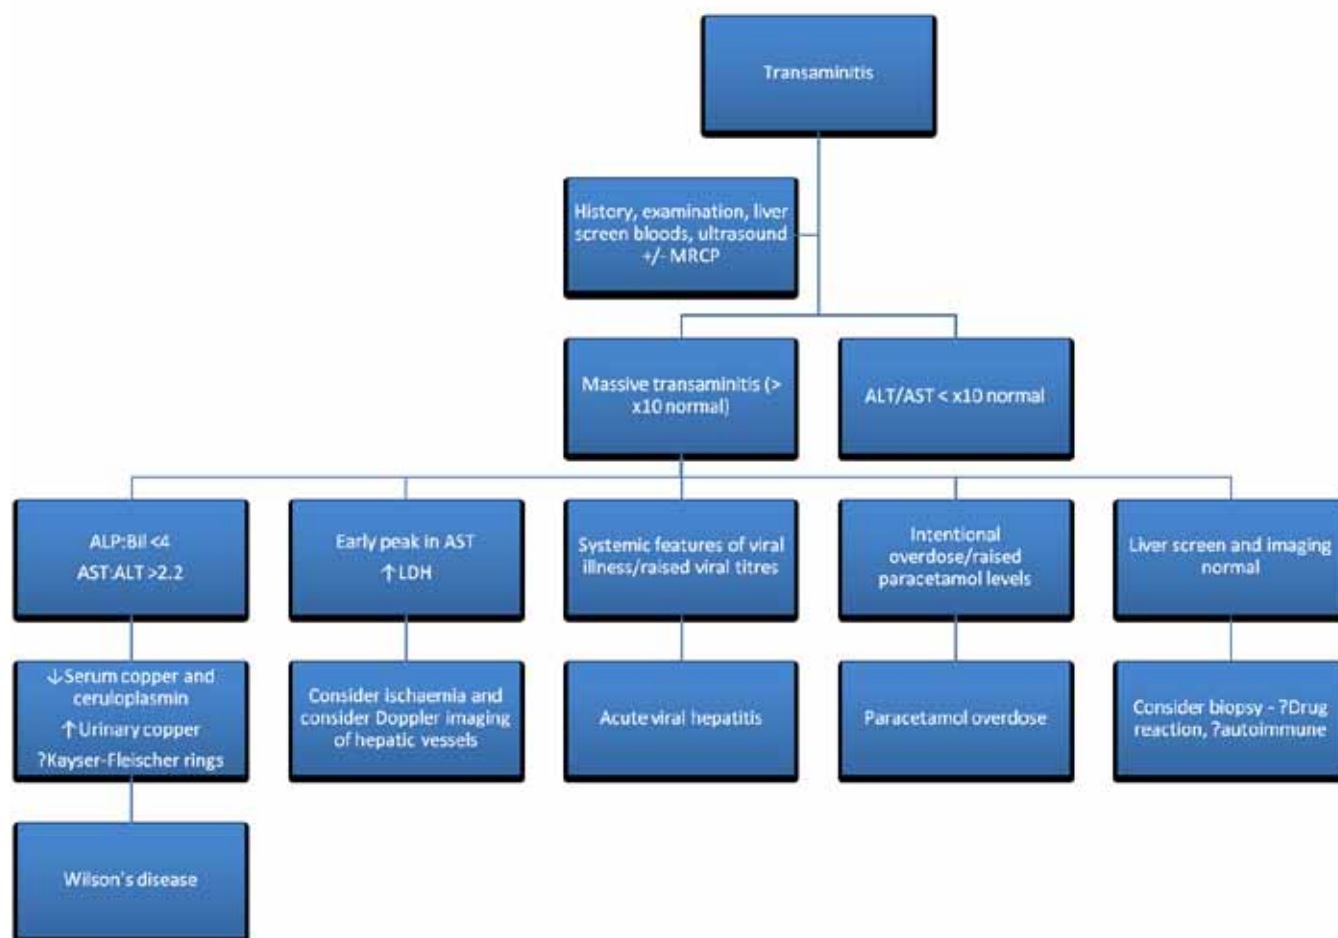 Transaminitis
History, examination, liver
screen bloods, ultrasound
+/- MRCP
Massive transaminitis (>
x10 normal)
ALT/AST < x10 normal
ALP:Bil <4
AST:ALT >2.2
Early peak in AST
↑LDH
Systemic features of viral
illness/raised viral titres
Intentional
overdose/raised
paracetamol levels
Liver screen and imaging
normal
↓Serum copper and
ceruloplasmin
↑Urinary copper
?Kayser-Fleischer rings
Consider ischaemia and
consider Doppler imaging
of hepatic vessels
Acute viral hepatitis
Paracetamol overdose
Consider biopsy - ?Drug
reaction, ?autoimmune
Wilson's disease